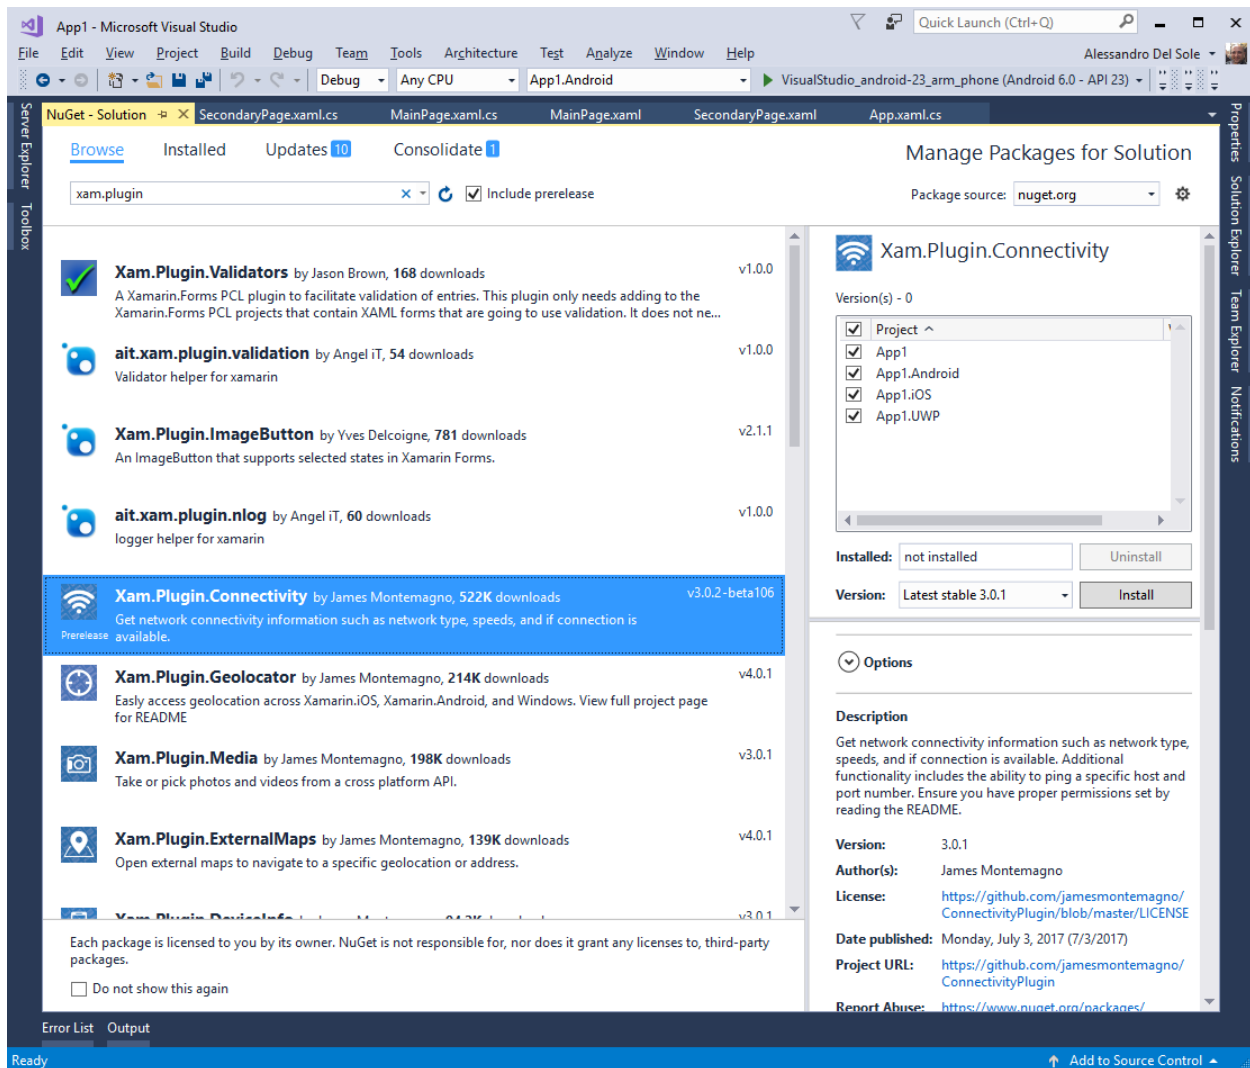 App1 - Microsoft Visual Studio
Quick Launch (Ctrl+Q)
File Edit View Project Build Debug Team Tools Architecture Test Analyze Window Help
Alessandro Del Sole
Debug Any CPU App1.Android VisualStudio_android-23_arm_phone (Android 6.0 - API 23)
Server Explorer
Toolbox
NuGet - Solution SecondaryPage.xaml.cs MainPage.xaml.cs MainPage.xaml SecondaryPage.xaml App.xaml.cs
Browse Installed Updates 10 Consolidate 1
Manage Packages for Solution
xam.plugin
Include prerelease
Package source: nuget.org
Xam.Plugin.Validators by Jason Brown, 168 downloads v1.0.0
A Xamarin.Forms PCL plugin to facilitate validation of entries. This plugin only needs adding to the
Xamarin.Forms PCL projects that contain XAML forms that are going to use validation. It does not ne...
ait.xam.plugin.validation by Angel iT, 54 downloads v1.0.0
Validator helper for xamarin
Xam.Plugin.ImageButton by Yves Delcoigne, 781 downloads v2.1.1
An ImageButton that supports selected states in Xamarin Forms.
ait.xam.plugin.nlog by Angel iT, 60 downloads v1.0.0
logger helper for xamarin
Xam.Plugin.Connectivity by James Montemagno, 522K downloads v3.0.2-beta106
Get network connectivity information such as network type, speeds, and if connection is
Prerelease available.
Xam.Plugin.Geolocator by James Montemagno, 214K downloads v4.0.1
Easly access geolocation across Xamarin.iOS, Xamarin.Android, and Windows. View full project page
for README
Xam.Plugin.Media by James Montemagno, 198K downloads v3.0.1
Take or pick photos and videos from a cross platform API.
Xam.Plugin.ExternalMaps by James Montemagno, 139K downloads v4.0.1
Open external maps to navigate to a specific geolocation or address.
Xam.Plugin.DeviceInfo v3.0.1
Each package is licensed to you by its owner. NuGet is not responsible for, nor does it grant any licenses to, third-party
packages.
Do not show this again
Xam.Plugin.Connectivity
Version(s) - 0
Project
App1
App1.Android
App1.iOS
App1.UWP
Installed: not installed Uninstall
Version: Latest stable 3.0.1 Install
Options
Description
Get network connectivity information such as network type,
speeds, and if connection is available. Additional
functionality includes the ability to ping a specific host and
port number. Ensure you have proper permissions set by
reading the README.
Version: 3.0.1
Author(s): James Montemagno
License: https://github.com/jamesmontemagno/
ConnectivityPlugin/blob/master/LICENSE
Date published: Monday, July 3, 2017 (7/3/2017)
Project URL: https://github.com/jamesmontemagno/
ConnectivityPlugin
Report Abuse: https://www.nuget.org/packages/
Properties
Solution Explorer
Team Explorer
Notifications
Error List Output
Ready
Add to Source Control